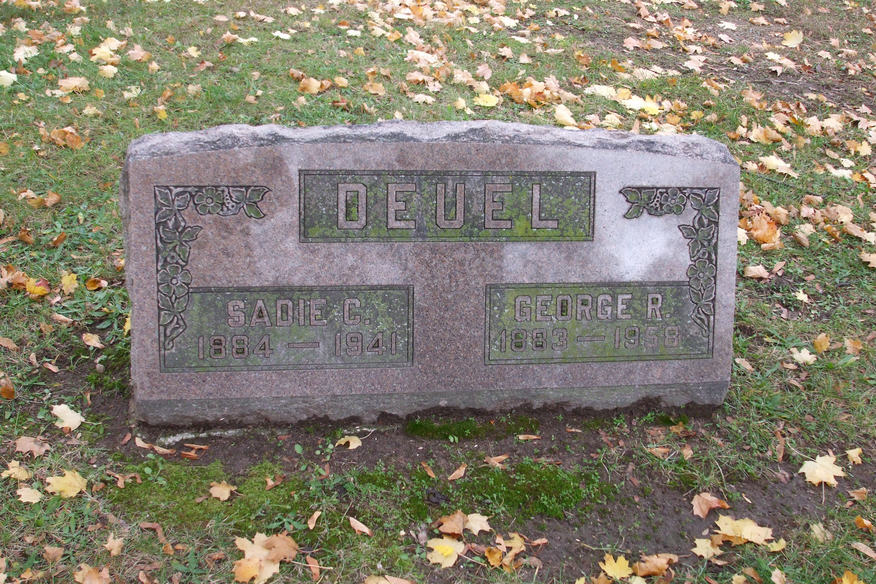 DEUEL
SADIE C.
1884 — 1941
GEORGE R.
1883 — 1958